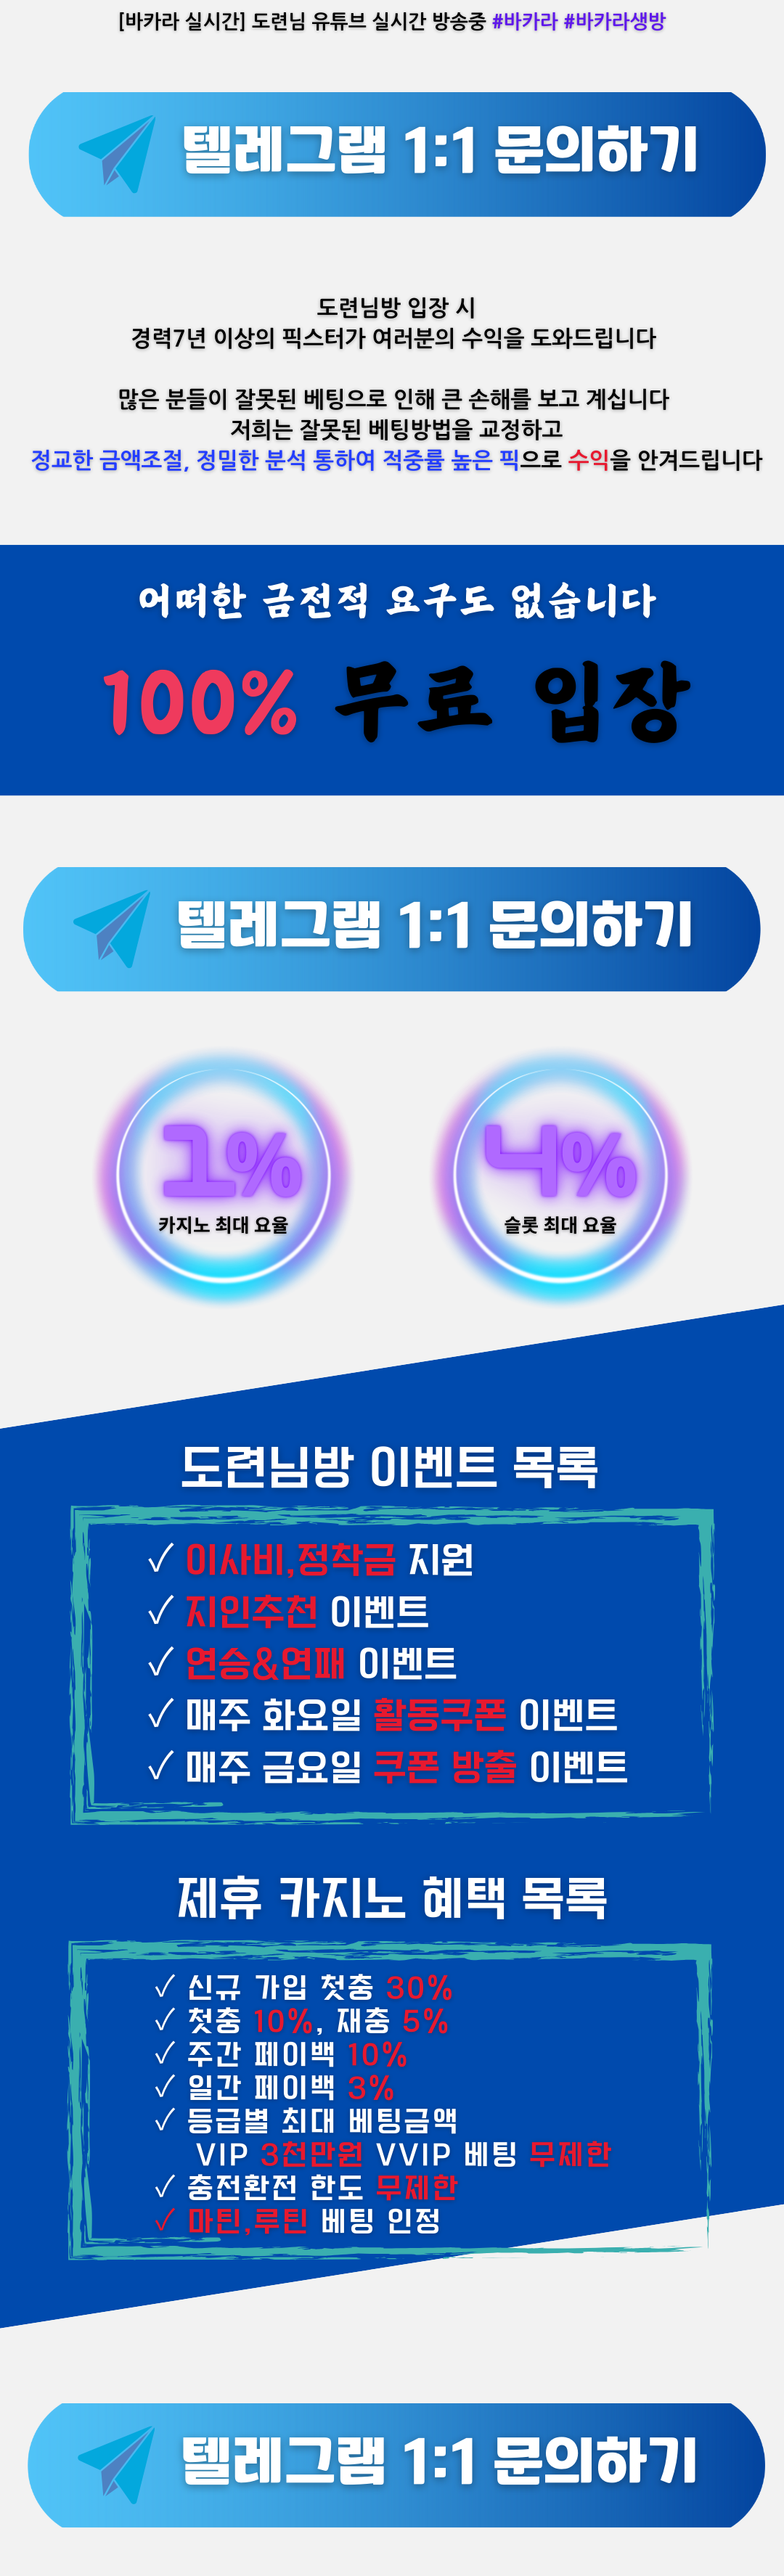 [바카라 실시간] 도련님 유튜브 실시간 방송중 #바카라 #바카라생방
텔레그램 1:1 문의하기
도련님방 입장 시
경력7년 이상의 픽스터가 여러분의 수익을 도와드립니다
많은 분들이 잘못된 베팅으로 인해 큰 손해를 보고 계십니다
저희는 잘못된 베팅방법을 교정하고
정교한 금액조절, 정밀한 분석 통하여 적중률 높은 픽으로 수익을 안겨드립니다
어떠한 금전적 요구도 없습니다
100% 무료 입장
텔레그램 1:1 문의하기
1%
카지노 최대 요율
4%
슬롯 최대 요율
도련님방 이벤트 목록
✓ 이사비,정착금 지원
✓ 지인추천 이벤트
✓ 연승&연패 이벤트
✓ 매주 화요일 활동쿠폰 이벤트
✓ 매주 금요일 쿠폰 방출 이벤트
제휴 카지노 혜택 목록
✓ 신규 가입 첫충 30%
✓ 첫충 10%, 재충 5%
✓ 주간 페이백 10%
✓ 일간 페이백 3%
✓ 등급별 최대 베팅금액
VIP 3천만원 VVIP 베팅 무제한
✓ 충전환전 한도 무제한
✓ 마틴,루틴 베팅 인정
텔레그램 1:1 문의하기